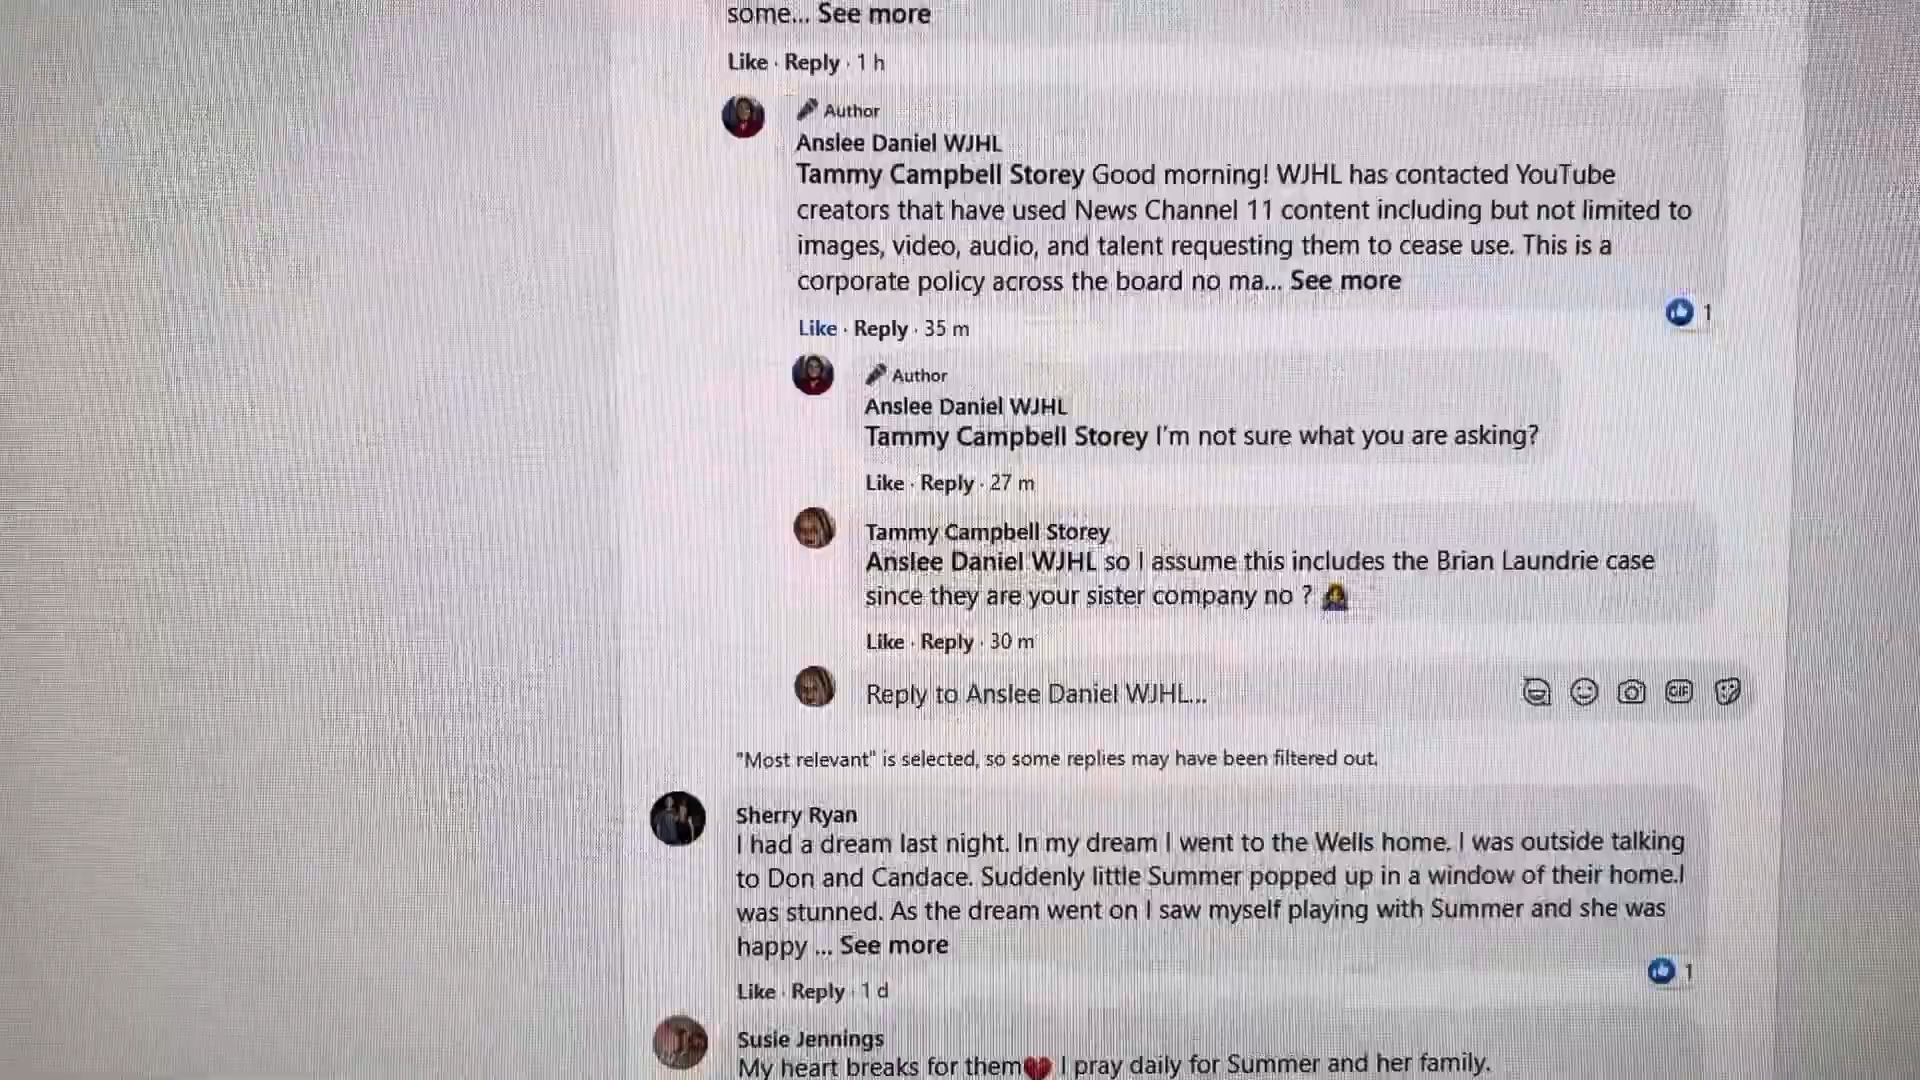 some... See more
Like · Reply · 1 h
Author
Anslee Daniel WJHL
Tammy Campbell Storey Good morning! WJHL has contacted YouTube
creators that have used News Channel 11 content including but not limited to
images, video, audio, and talent requesting them to cease use. This is a
corporate policy across the board no ma... See more
1
Like · Reply · 35 m
Author
Anslee Daniel WJHL
Tammy Campbell Storey I'm not sure what you are asking?
Like · Reply · 27 m
Tammy Campbell Storey
Anslee Daniel WJHL so I assume this includes the Brian Laundrie case
since they are your sister company no ? 🤷‍♀️
Like · Reply · 30 m
Reply to Anslee Daniel WJHL...
GIF
"Most relevant" is selected, so some replies may have been filtered out.
Sherry Ryan
I had a dream last night. In my dream I went to the Wells home. I was outside talking
to Don and Candace. Suddenly little Summer popped up in a window of their home.I
was stunned. As the dream went on I saw myself playing with Summer and she was
happy ... See more
1
Like · Reply · 1 d
Susie Jennings
My heart breaks for them💔 I pray daily for Summer and her family.